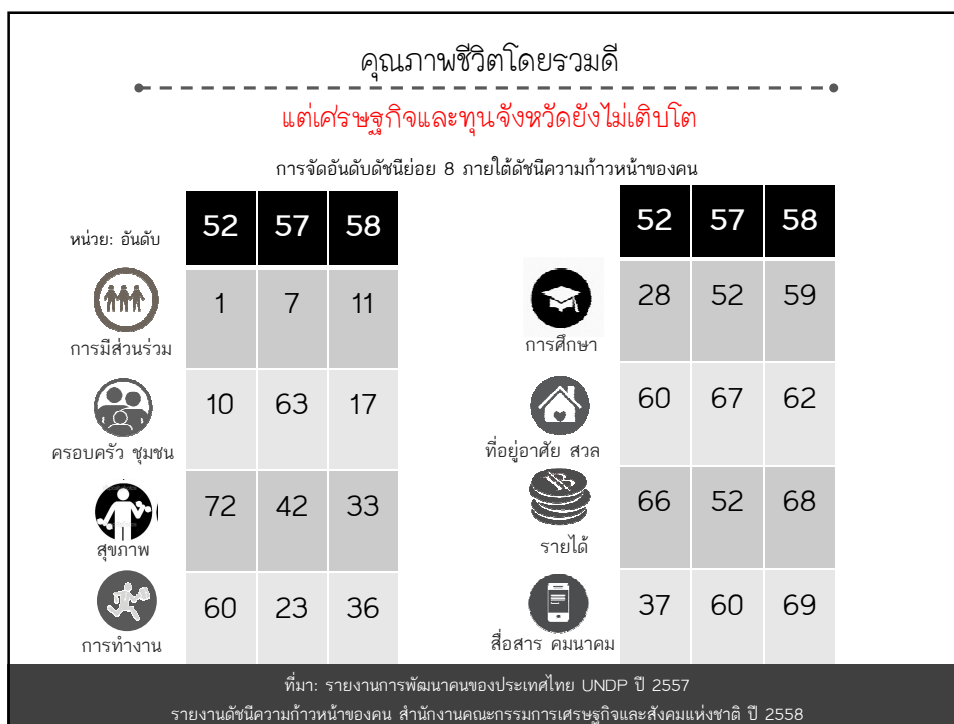 คุณภาพชีวิตโดยรวมดี
แต่เศรษฐกิจและทุนจังหวัดยังไม่เติบโต
การจัดอันดับดัชนีย่อย 8 ภายใต้ดัชนีความก้าวหน้าของคน
หน่วย: อันดับ 52 57 58
การมีส่วนร่วม 1 7 11
ครอบครัว ชุมชน 10 63 17
สุขภาพ 72 42 33
การทำงาน 60 23 36
52 57 58
การศึกษา 28 52 59
ที่อยู่อาศัย สวล 60 67 62
รายได้ 66 52 68
สื่อสาร คมนาคม 37 60 69
ที่มา: รายงานการพัฒนาคนของประเทศไทย UNDP ปี 2557
รายงานดัชนีความก้าวหน้าของคน สำนักงานคณะกรรมการเศรษฐกิจและสังคมแห่งชาติ ปี 2558